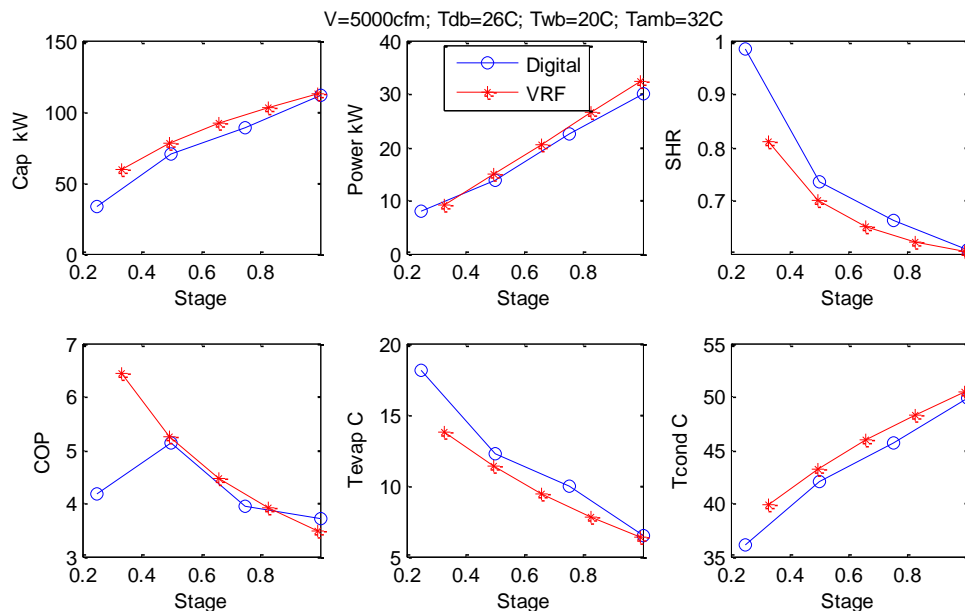 V=5000cfm; Tdb=26C; Twb=20C; Tamb=32C
150
100
50
0
0.2 0.4 0.6 0.8
Cap kW
Stage
40
30
20
10
0
0.2 0.4 0.6 0.8
Power kW
Stage
Digital
VRF
1
0.9
0.8
0.7
0.2 0.4 0.6 0.8
SHR
Stage
7
6
5
4
3
0.2 0.4 0.6 0.8
COP
Stage
20
15
10
5
0.2 0.4 0.6 0.8
Tevap C
Stage
55
50
45
40
35
0.2 0.4 0.6 0.8
Tcond C
Stage